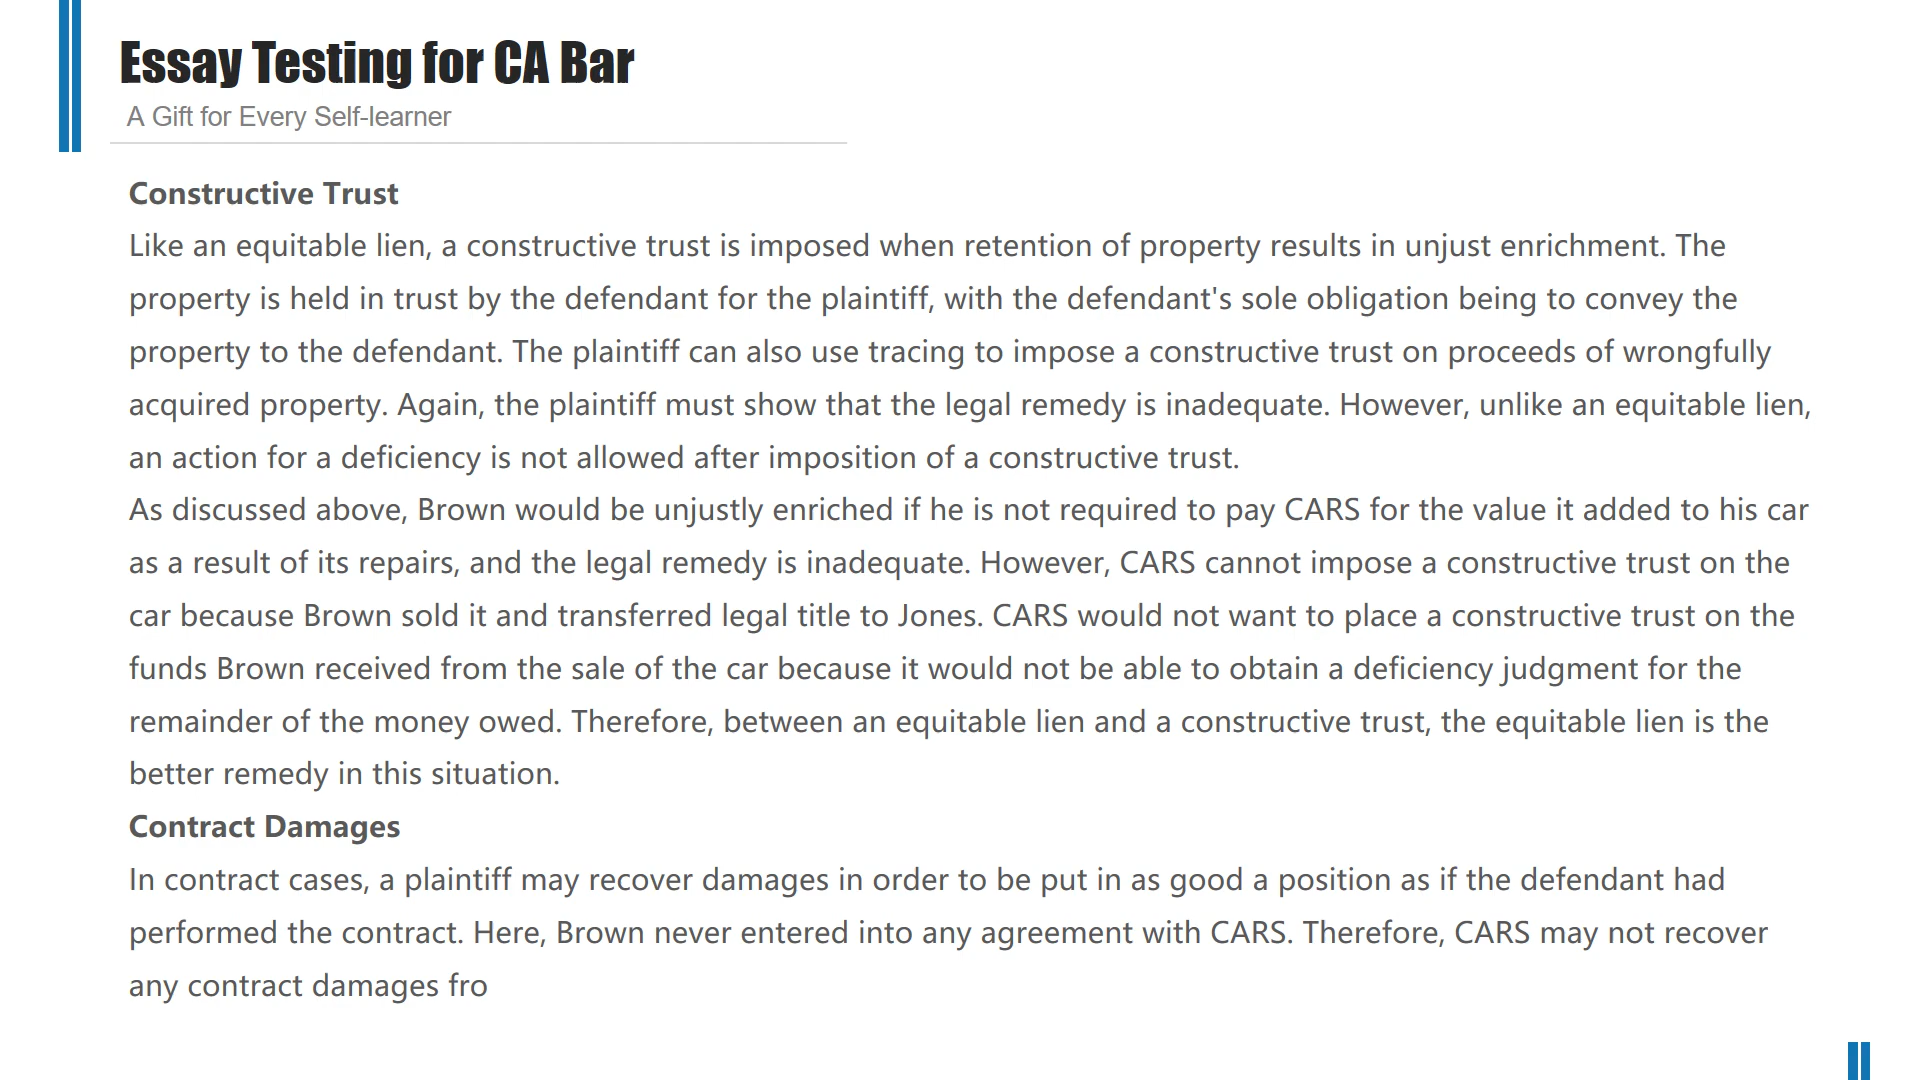 Essay Testing for CA Bar
A Gift for Every Self-learner
Constructive Trust
Like an equitable lien, a constructive trust is imposed when retention of property results in unjust enrichment. The
property is held in trust by the defendant for the plaintiff, with the defendant's sole obligation being to convey the
property to the defendant. The plaintiff can also use tracing to impose a constructive trust on proceeds of wrongfully
acquired property. Again, the plaintiff must show that the legal remedy is inadequate. However, unlike an equitable lien,
an action for a deficiency is not allowed after imposition of a constructive trust.
As discussed above, Brown would be unjustly enriched if he is not required to pay CARS for the value it added to his car
as a result of its repairs, and the legal remedy is inadequate. However, CARS cannot impose a constructive trust on the
car because Brown sold it and transferred legal title to Jones. CARS would not want to place a constructive trust on the
funds Brown received from the sale of the car because it would not be able to obtain a deficiency judgment for the
remainder of the money owed. Therefore, between an equitable lien and a constructive trust, the equitable lien is the
better remedy in this situation.
Contract Damages
In contract cases, a plaintiff may recover damages in order to be put in as good a position as if the defendant had
performed the contract. Here, Brown never entered into any agreement with CARS. Therefore, CARS may not recover
any contract damages fro